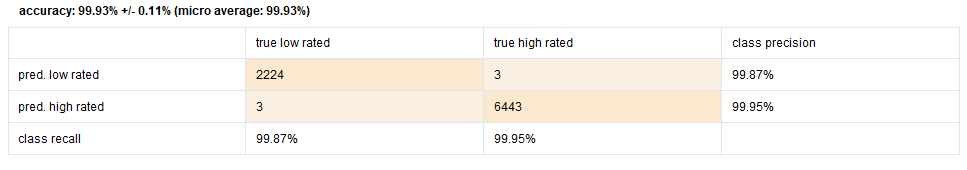 accuracy: 99.93% +/- 0.11% (micro average: 99.93%)
true low rated true high rated class precision
pred. low rated 2224 3 99.87%
pred. high rated 3 6443 99.95%
class recall 99.87% 99.95%